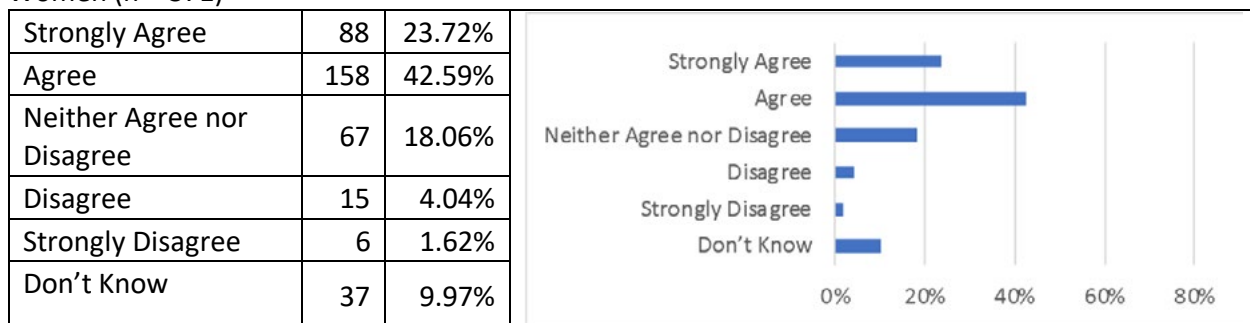 Strongly Agree 88 23.72%
Agree 158 42.59%
Neither Agree nor
Disagree 67 18.06%
Disagree 15 4.04%
Strongly Disagree 6 1.62%
Don't Know 37 9.97%
Strongly Agree
Agree
Neither Agree nor Disagree
Disagree
Strongly Disagree
Don't Know
0% 20% 40% 60% 80%